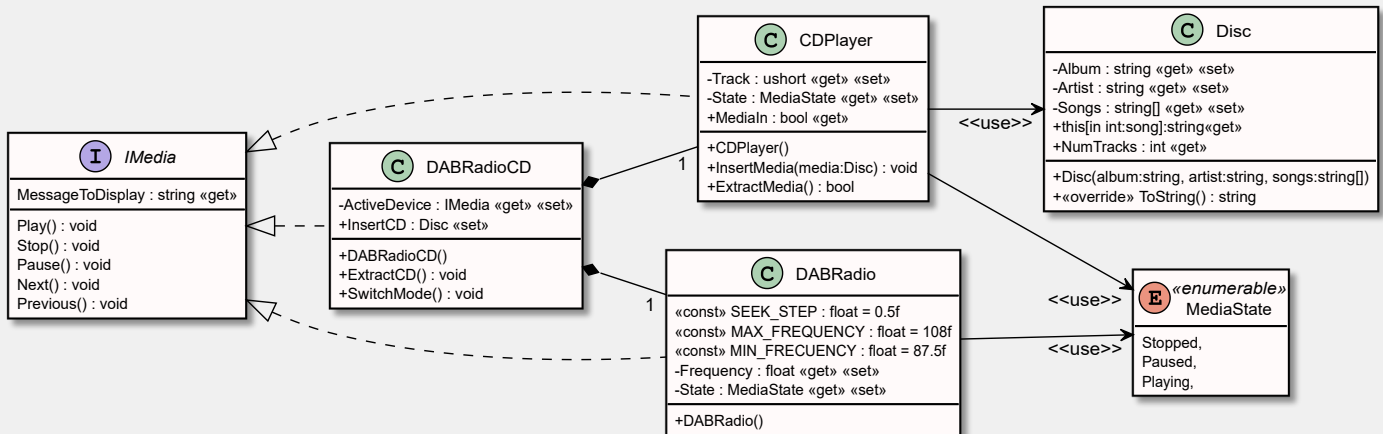 I IMedia
MessageToDisplay : string «get»
Play() : void
Stop() : void
Pause() : void
Next() : void
Previous() : void
C DABRadioCD
-ActiveDevice : IMedia «get» «set»
+InsertCD : Disc «set»
+DABRadioCD()
+ExtractCD() : void
+SwitchMode() : void
1
1
C CDPlayer
-Track : ushort «get» «set»
-State : MediaState «get» «set»
+MediaIn : bool «get»
+CDPlayer()
+InsertMedia(media:Disc) : void
+ExtractMedia() : bool
C DABRadio
«const» SEEK_STEP : float = 0.5f
«const» MAX_FREQUENCY : float = 108f
«const» MIN_FRECUENCY : float = 87.5f
-Frequency : float «get» «set»
-State : MediaState «get» «set»
+DABRadio()
<<use>>
<<use>>
<<use>>
C Disc
-Album : string «get» «set»
-Artist : string «get» «set»
-Songs : string[] «get» «set»
+this[in int:song]:string«get»
+NumTracks : int «get»
+Disc(album:string, artist:string, songs:string[])
+«override» ToString() : string
E «enumerable»
MediaState
Stopped,
Paused,
Playing,